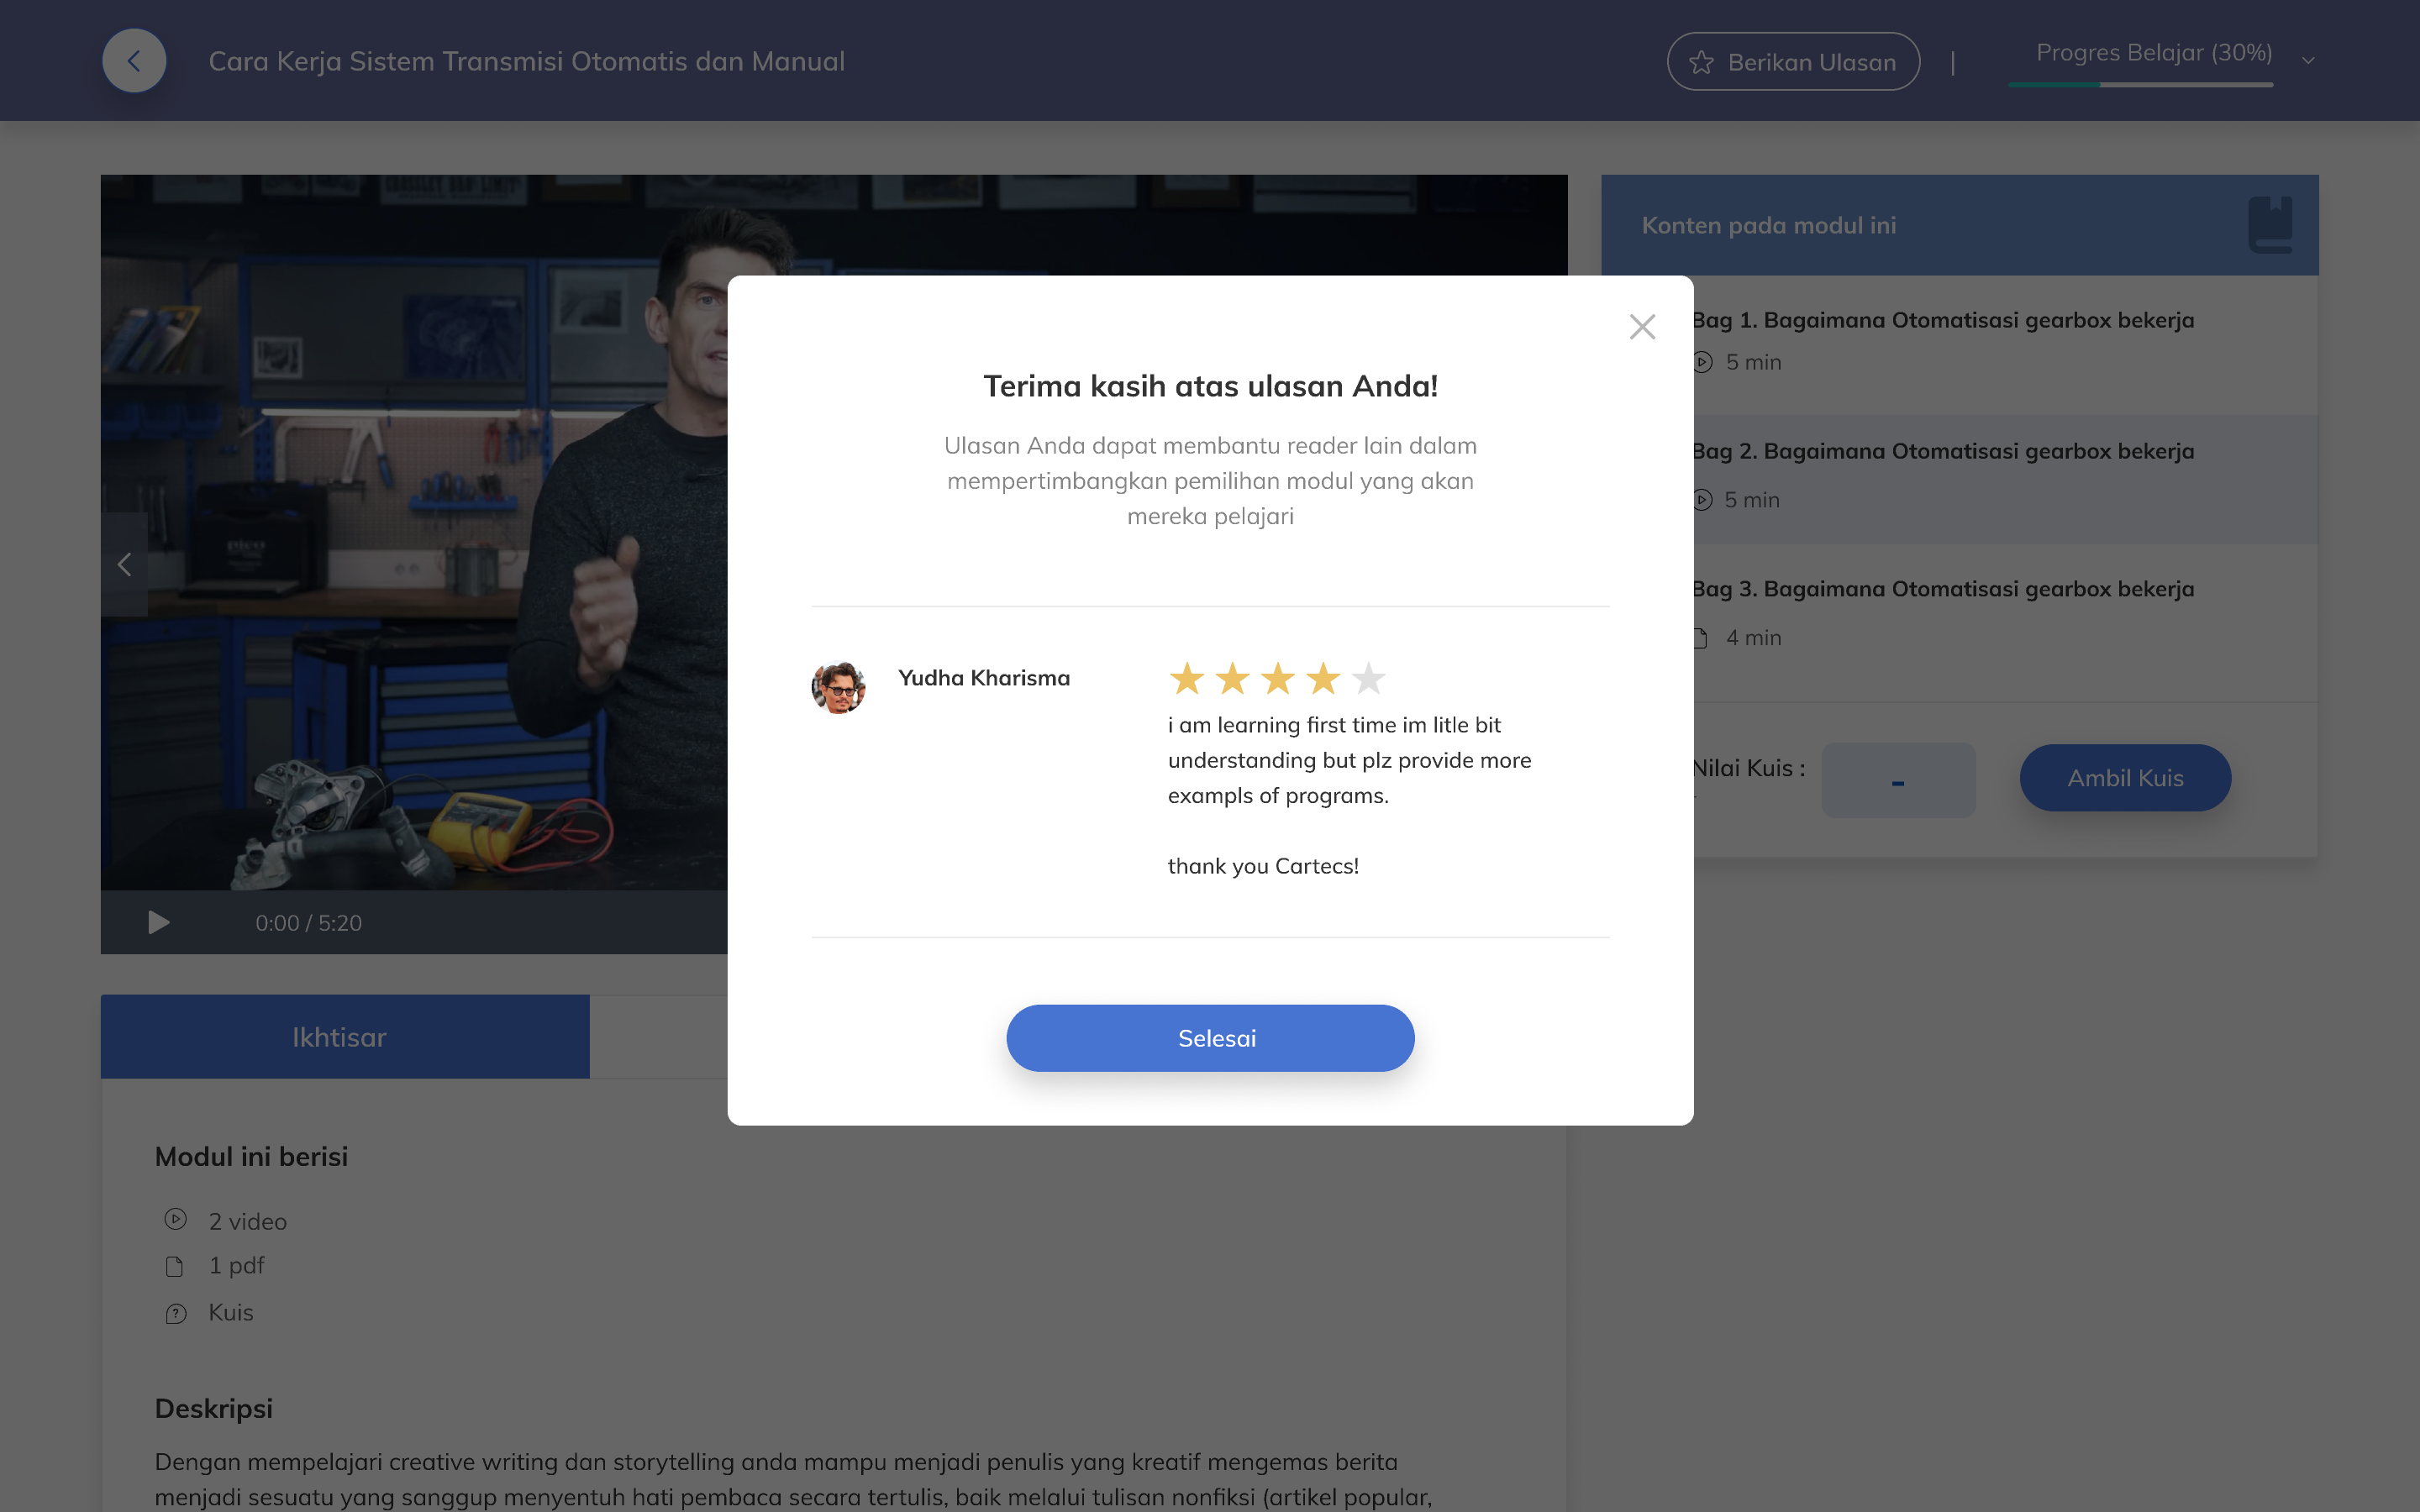 Cara Kerja Sistem Transmisi Otomatis dan Manual
Berikan Ulasan
|
Progres Belajar (30%)
Konten pada modul ini
Bag 1. Bagaimana Otomatisasi gearbox bekerja
5 min
Bag 2. Bagaimana Otomatisasi gearbox bekerja
5 min
Bag 3. Bagaimana Otomatisasi gearbox bekerja
4 min
Nilai Kuis :
-
Ambil Kuis
Terima kasih atas ulasan Anda!
Ulasan Anda dapat membantu reader lain dalam
mempertimbangkan pemilihan modul yang akan
mereka pelajari
Yudha Kharisma
i am learning first time im litle bit
understanding but plz provide more
exampls of programs.
thank you Cartecs!
Selesai
pico
0:00 / 5:20
Ikhtisar
Modul ini berisi
2 video
1 pdf
Kuis
Deskripsi
Dengan mempelajari creative writing dan storytelling anda mampu menjadi penulis yang kreatif mengemas berita
menjadi sesuatu yang sanggup menyentuh hati pembaca secara tertulis, baik melalui tulisan nonfiksi (artikel popular,